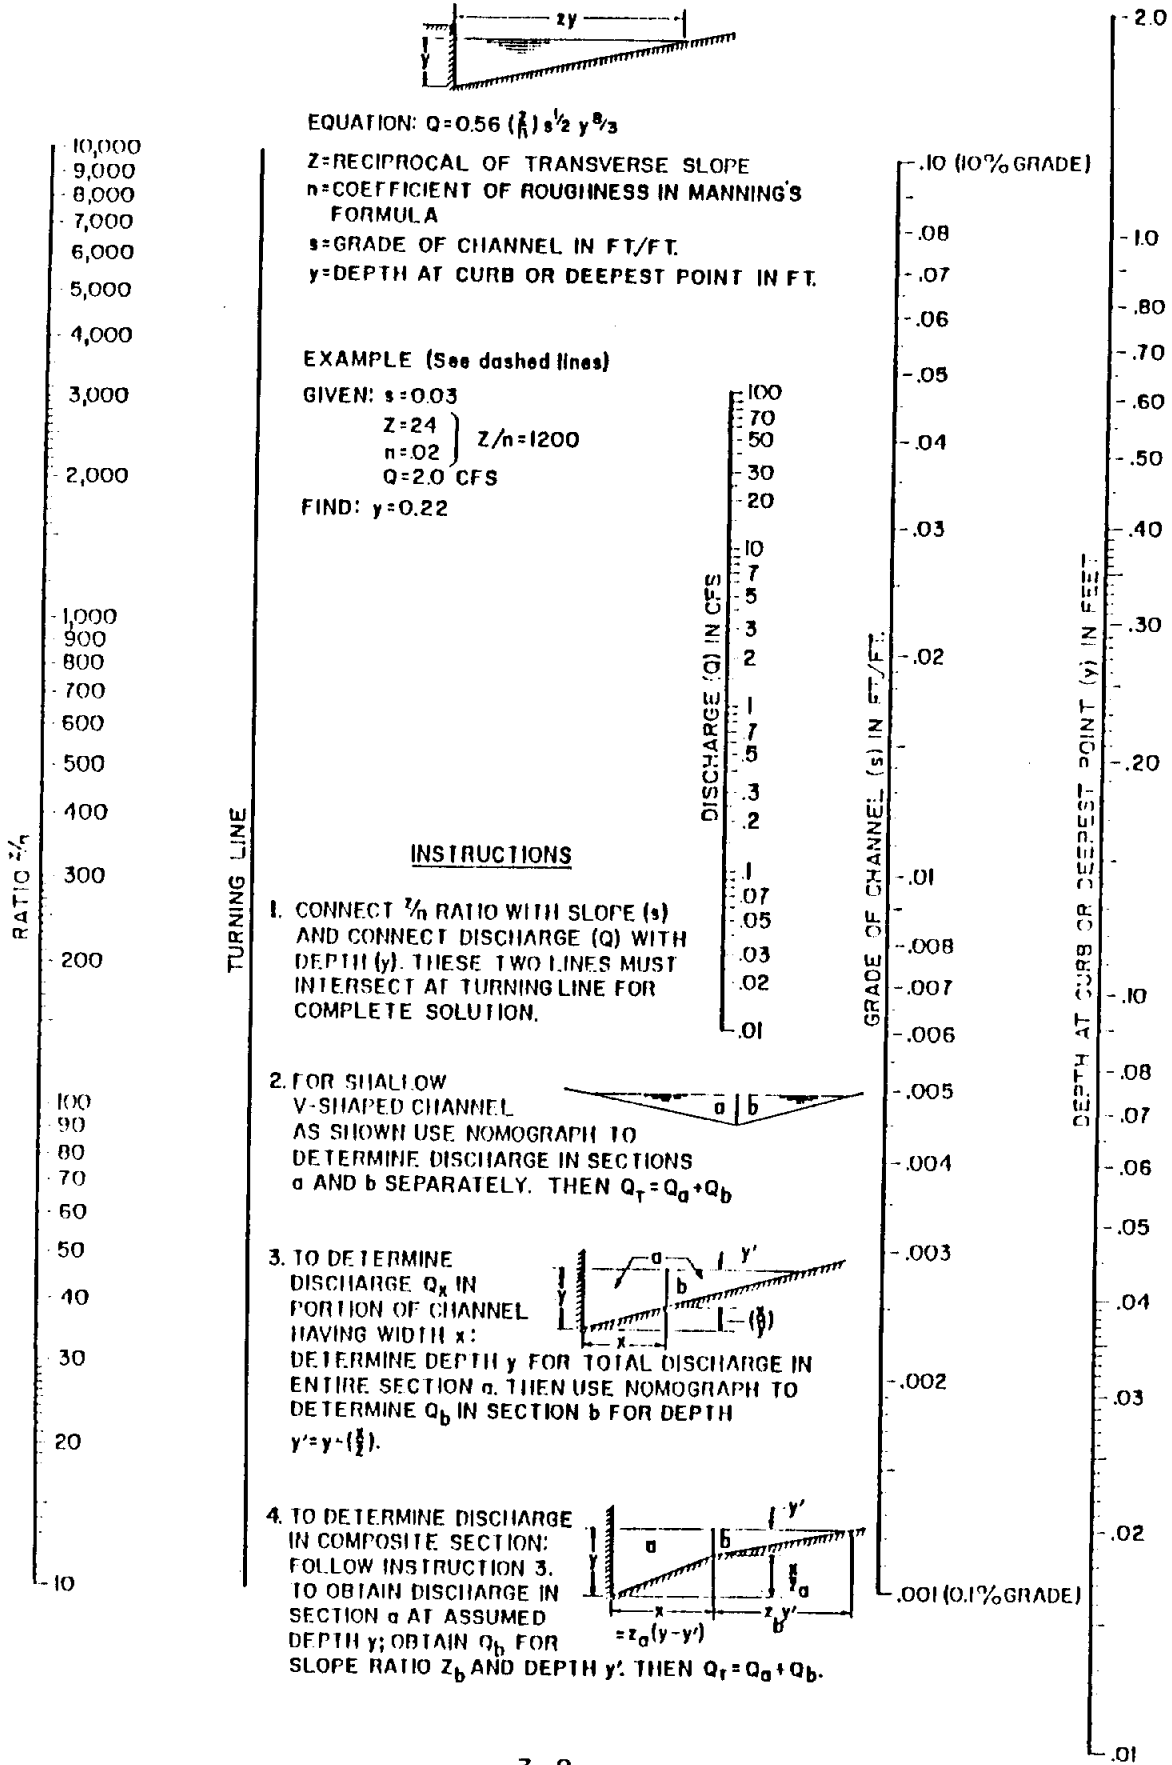 zy
y
EQUATION: Q=0.56 (z/n) s^1/2 y^8/3
Z=RECIPROCAL OF TRANSVERSE SLOPE
n=COEFFICIENT OF ROUGHNESS IN MANNING'S
FORMULA
s=GRADE OF CHANNEL IN FT./FT.
y=DEPTH AT CURB OR DEEPEST POINT IN FT.
EXAMPLE (See dashed lines)
GIVEN: s=0.03
Z=24
n=.02
Z/n=1200
Q=2.0 CFS
FIND: y=0.22
RATIO z/n
10,000
9,000
8,000
7,000
6,000
5,000
4,000
3,000
2,000
1,000
900
800
700
600
500
400
300
200
100
90
80
70
60
50
40
30
20
10
TURNING LINE
DISCHARGE (Q) IN CFS
100
70
50
30
20
10
7
5
3
2
1
.7
.5
.3
.2
.1
.07
.05
.03
.02
.01
GRADE OF CHANNEL (s) IN FT/FT.
.10 (10% GRADE)
.08
.07
.06
.05
.04
.03
.02
.01
.008
.007
.006
.005
.004
.003
.002
.001 (0.1% GRADE)
DEPTH AT CURB OR DEEPEST POINT (y) IN FEET
2.0
1.0
.80
.70
.60
.50
.40
.30
.20
.10
.08
.07
.06
.05
.04
.03
.02
.01
INSTRUCTIONS
1. CONNECT z/n RATIO WITH SLOPE (s)
AND CONNECT DISCHARGE (Q) WITH
DEPTH (y). THESE TWO LINES MUST
INTERSECT AT TURNING LINE FOR
COMPLETE SOLUTION.
2. FOR SHALLOW
V-SHAPED CHANNEL
AS SHOWN USE NOMOGRAPH TO
DETERMINE DISCHARGE IN SECTIONS
a AND b SEPARATELY. THEN QT = Qa + Qb
a b
3. TO DETERMINE
DISCHARGE Qx IN
PORTION OF CHANNEL
HAVING WIDTH x:
DETERMINE DEPTH y FOR TOTAL DISCHARGE IN
ENTIRE SECTION a. THEN USE NOMOGRAPH TO
DETERMINE Qb IN SECTION b FOR DEPTH
y'=y-(x/z).
a
y'
b
y
x
4. TO DETERMINE DISCHARGE
IN COMPOSITE SECTION:
FOLLOW INSTRUCTION 3.
TO OBTAIN DISCHARGE IN
SECTION a AT ASSUMED
DEPTH y; OBTAIN Qb FOR
SLOPE RATIO Zb AND DEPTH y'. THEN QT = Qa + Qb.
y'
a
b
y
x/za
x
zb y'
=za(y-y')